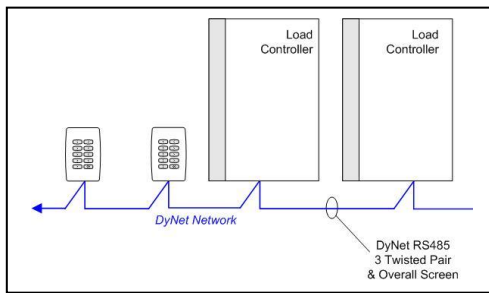 Load
Controller
Load
Controller
DyNet Network
DyNet RS485
3 Twisted Pair
& Overall Screen